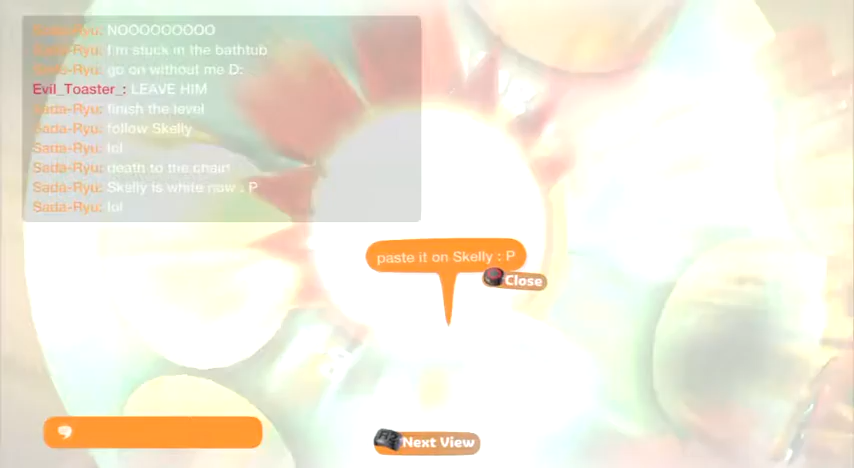 Sada-Ryu: NOOOOOOOOO
Sada-Ryu: I'm stuck in the bathtub
Sada-Ryu: go on without me D:
Evil_Toaster_: LEAVE HIM
Sada-Ryu: finish the level
Sada-Ryu: follow Skelly
Sada-Ryu: lol
Sada-Ryu: death to the chair!
Sada-Ryu: Skelly is white now : P
Sada-Ryu: lol
paste it on Skelly : P
Close
Next View